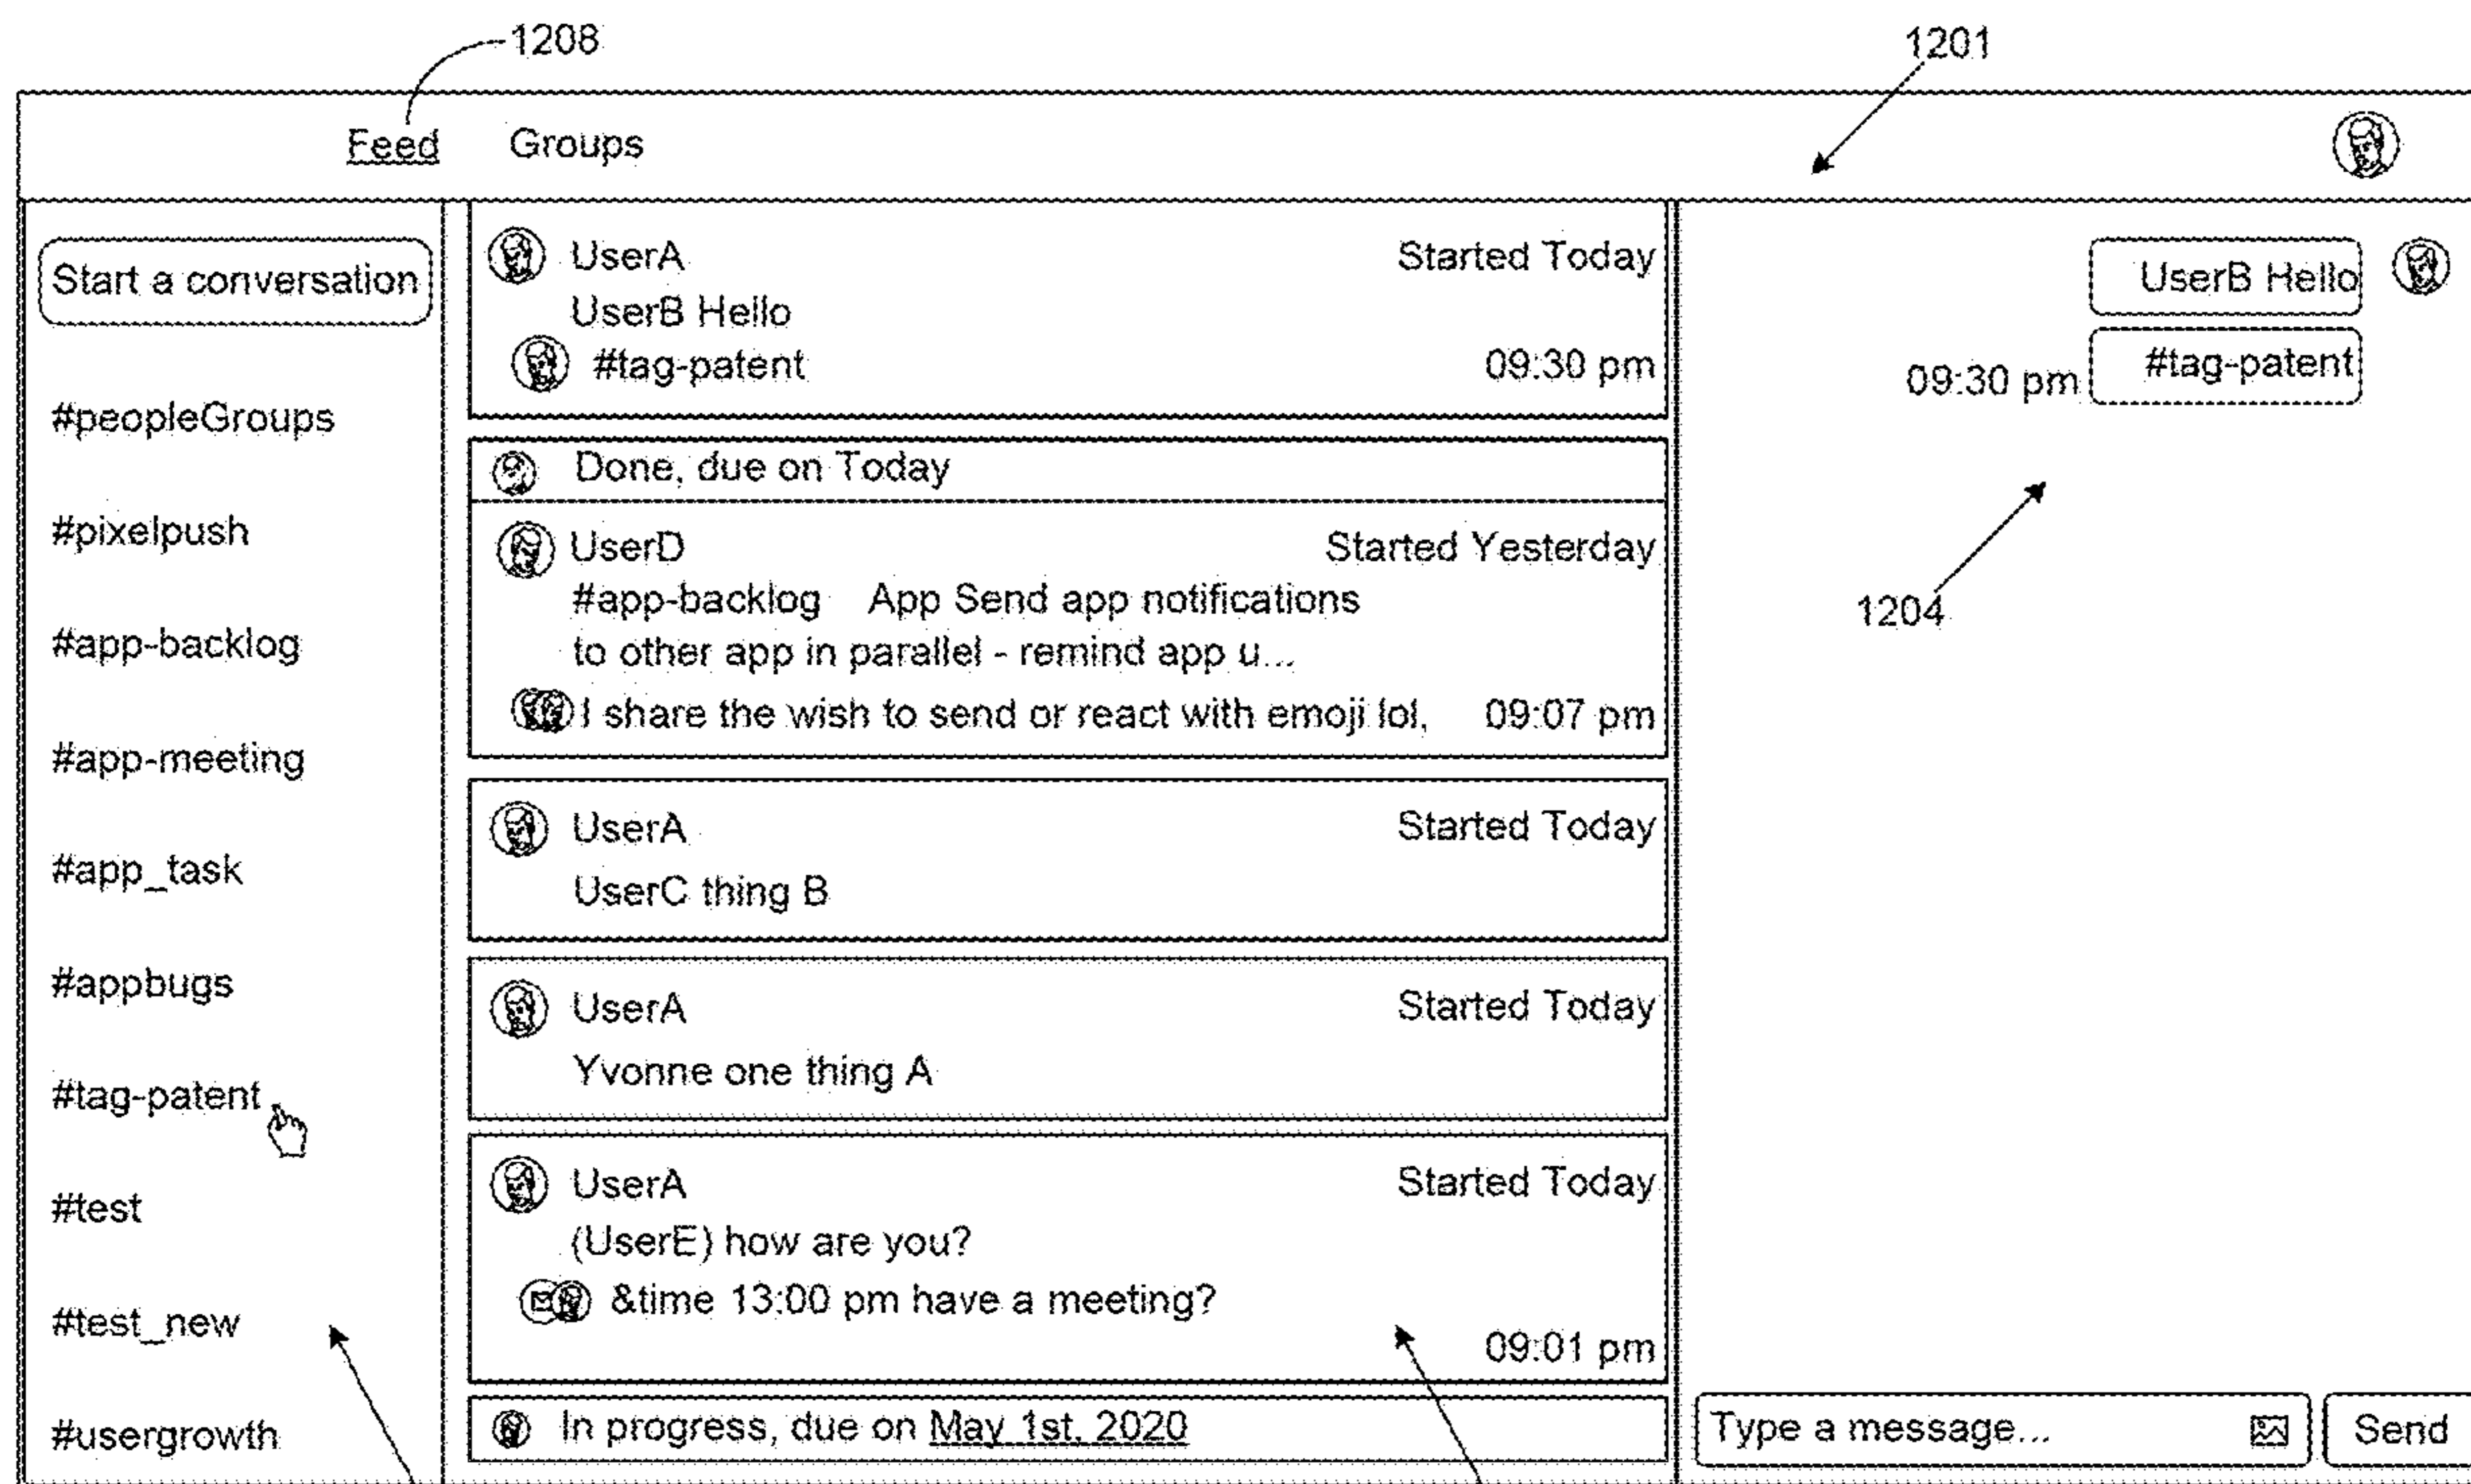 1208
1201
Feed
Groups
Start a conversation
#peopleGroups
#pixelpush
#app-backlog
#app-meeting
#app_task
#appbugs
#tag-patent
#test
#test_new
#usergrowth
UserA Started Today
UserB Hello
#tag-patent 09:30 pm
Done, due on Today
UserD Started Yesterday
#app-backlog App Send app notifications
to other app in parallel - remind app u...
I share the wish to send or react with emoji lol, 09:07 pm
UserA Started Today
UserC thing B
UserA Started Today
Yvonne one thing A
UserA Started Today
(UserE) how are you?
&time 13:00 pm have a meeting?
09:01 pm
In progress, due on May 1st, 2020
UserB Hello
09:30 pm #tag-patent
1204
Type a message...
Send